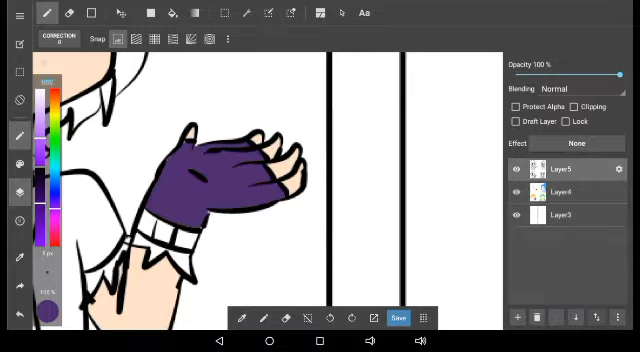 Aa
CORRECTION
0
Snap
HSV
5 px
100 %
Opacity 100 %
Blending Normal
Protect Alpha Clipping
Draft Layer Lock
Effect None
Layer5
Layer4
Layer3
Save